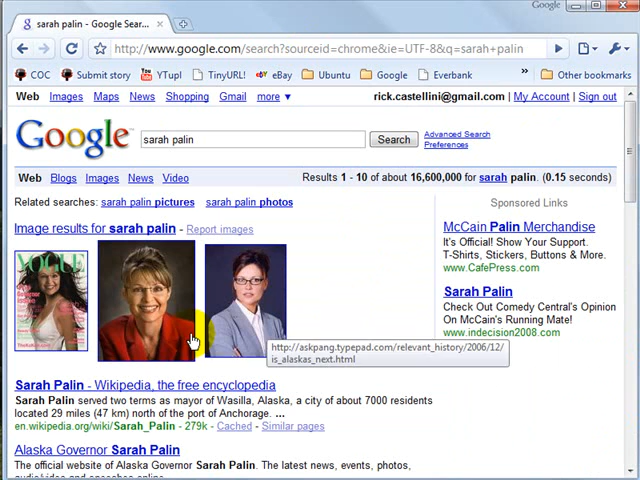 Google
sarah palin - Google Sear...
http://www.google.com/search?sourceid=chrome&ie=UTF-8&q=sarah+palin
COC Submit story YTupl TinyURL! eBay Ubuntu Google Everbank » Other bookmarks
Web Images Maps News Shopping Gmail more ▼ rick.castellini@gmail.com | My Account | Sign out
Google sarah palin Search Advanced Search
Preferences
Web Blogs Images News Video Results 1 - 10 of about 16,600,000 for sarah palin. (0.15 seconds)
Related searches: sarah palin pictures sarah palin photos
Image results for sarah palin - Report images
VOGUE
http://askpang.typepad.com/relevant_history/2006/12/
is_alaskas_next.html
Sarah Palin - Wikipedia, the free encyclopedia
Sarah Palin served two terms as mayor of Wasilla, Alaska, a city of about 7000 residents
located 29 miles (47 km) north of the port of Anchorage. ...
en.wikipedia.org/wiki/Sarah_Palin - 279k - Cached - Similar pages
Alaska Governor Sarah Palin
The official website of Alaska Governor Sarah Palin. The latest news, events, photos,
Sponsored Links
McCain Palin Merchandise
It's Official! Show Your Support.
T-Shirts, Stickers, Buttons & More.
www.CafePress.com
Sarah Palin
Check Out Comedy Central's Opinion
On McCain's Running Mate!
www.indecision2008.com